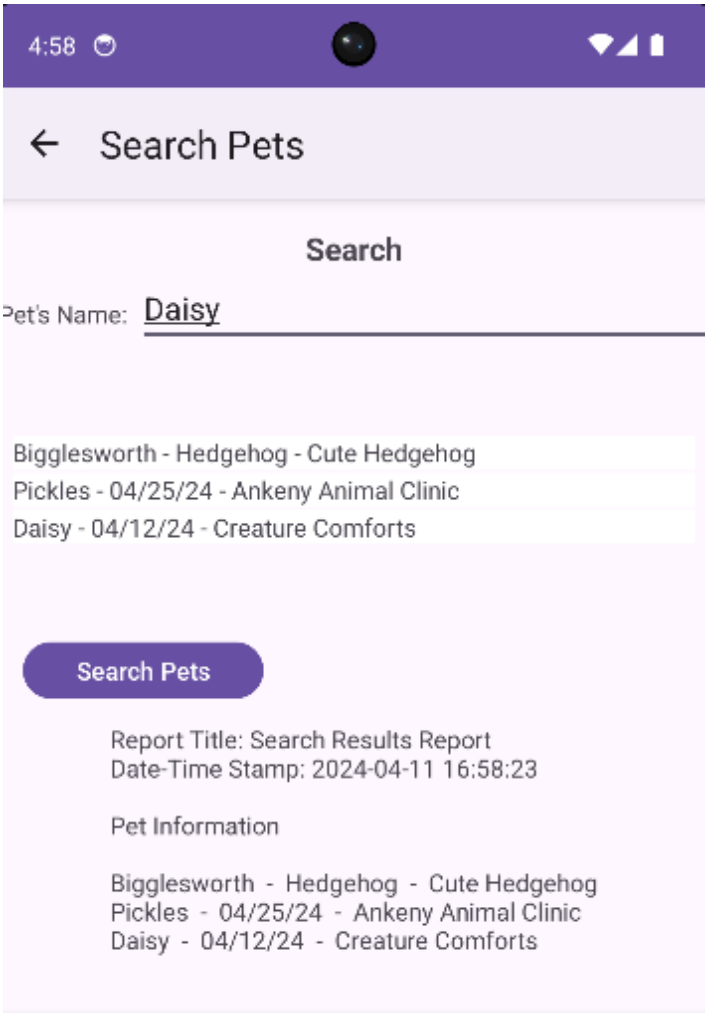 4:58
Search Pets
Search
Pet's Name: Daisy
Bigglesworth - Hedgehog - Cute Hedgehog
Pickles - 04/25/24 - Ankeny Animal Clinic
Daisy - 04/12/24 - Creature Comforts
Search Pets
Report Title: Search Results Report
Date-Time Stamp: 2024-04-11 16:58:23
Pet Information
Bigglesworth - Hedgehog - Cute Hedgehog
Pickles - 04/25/24 - Ankeny Animal Clinic
Daisy - 04/12/24 - Creature Comforts